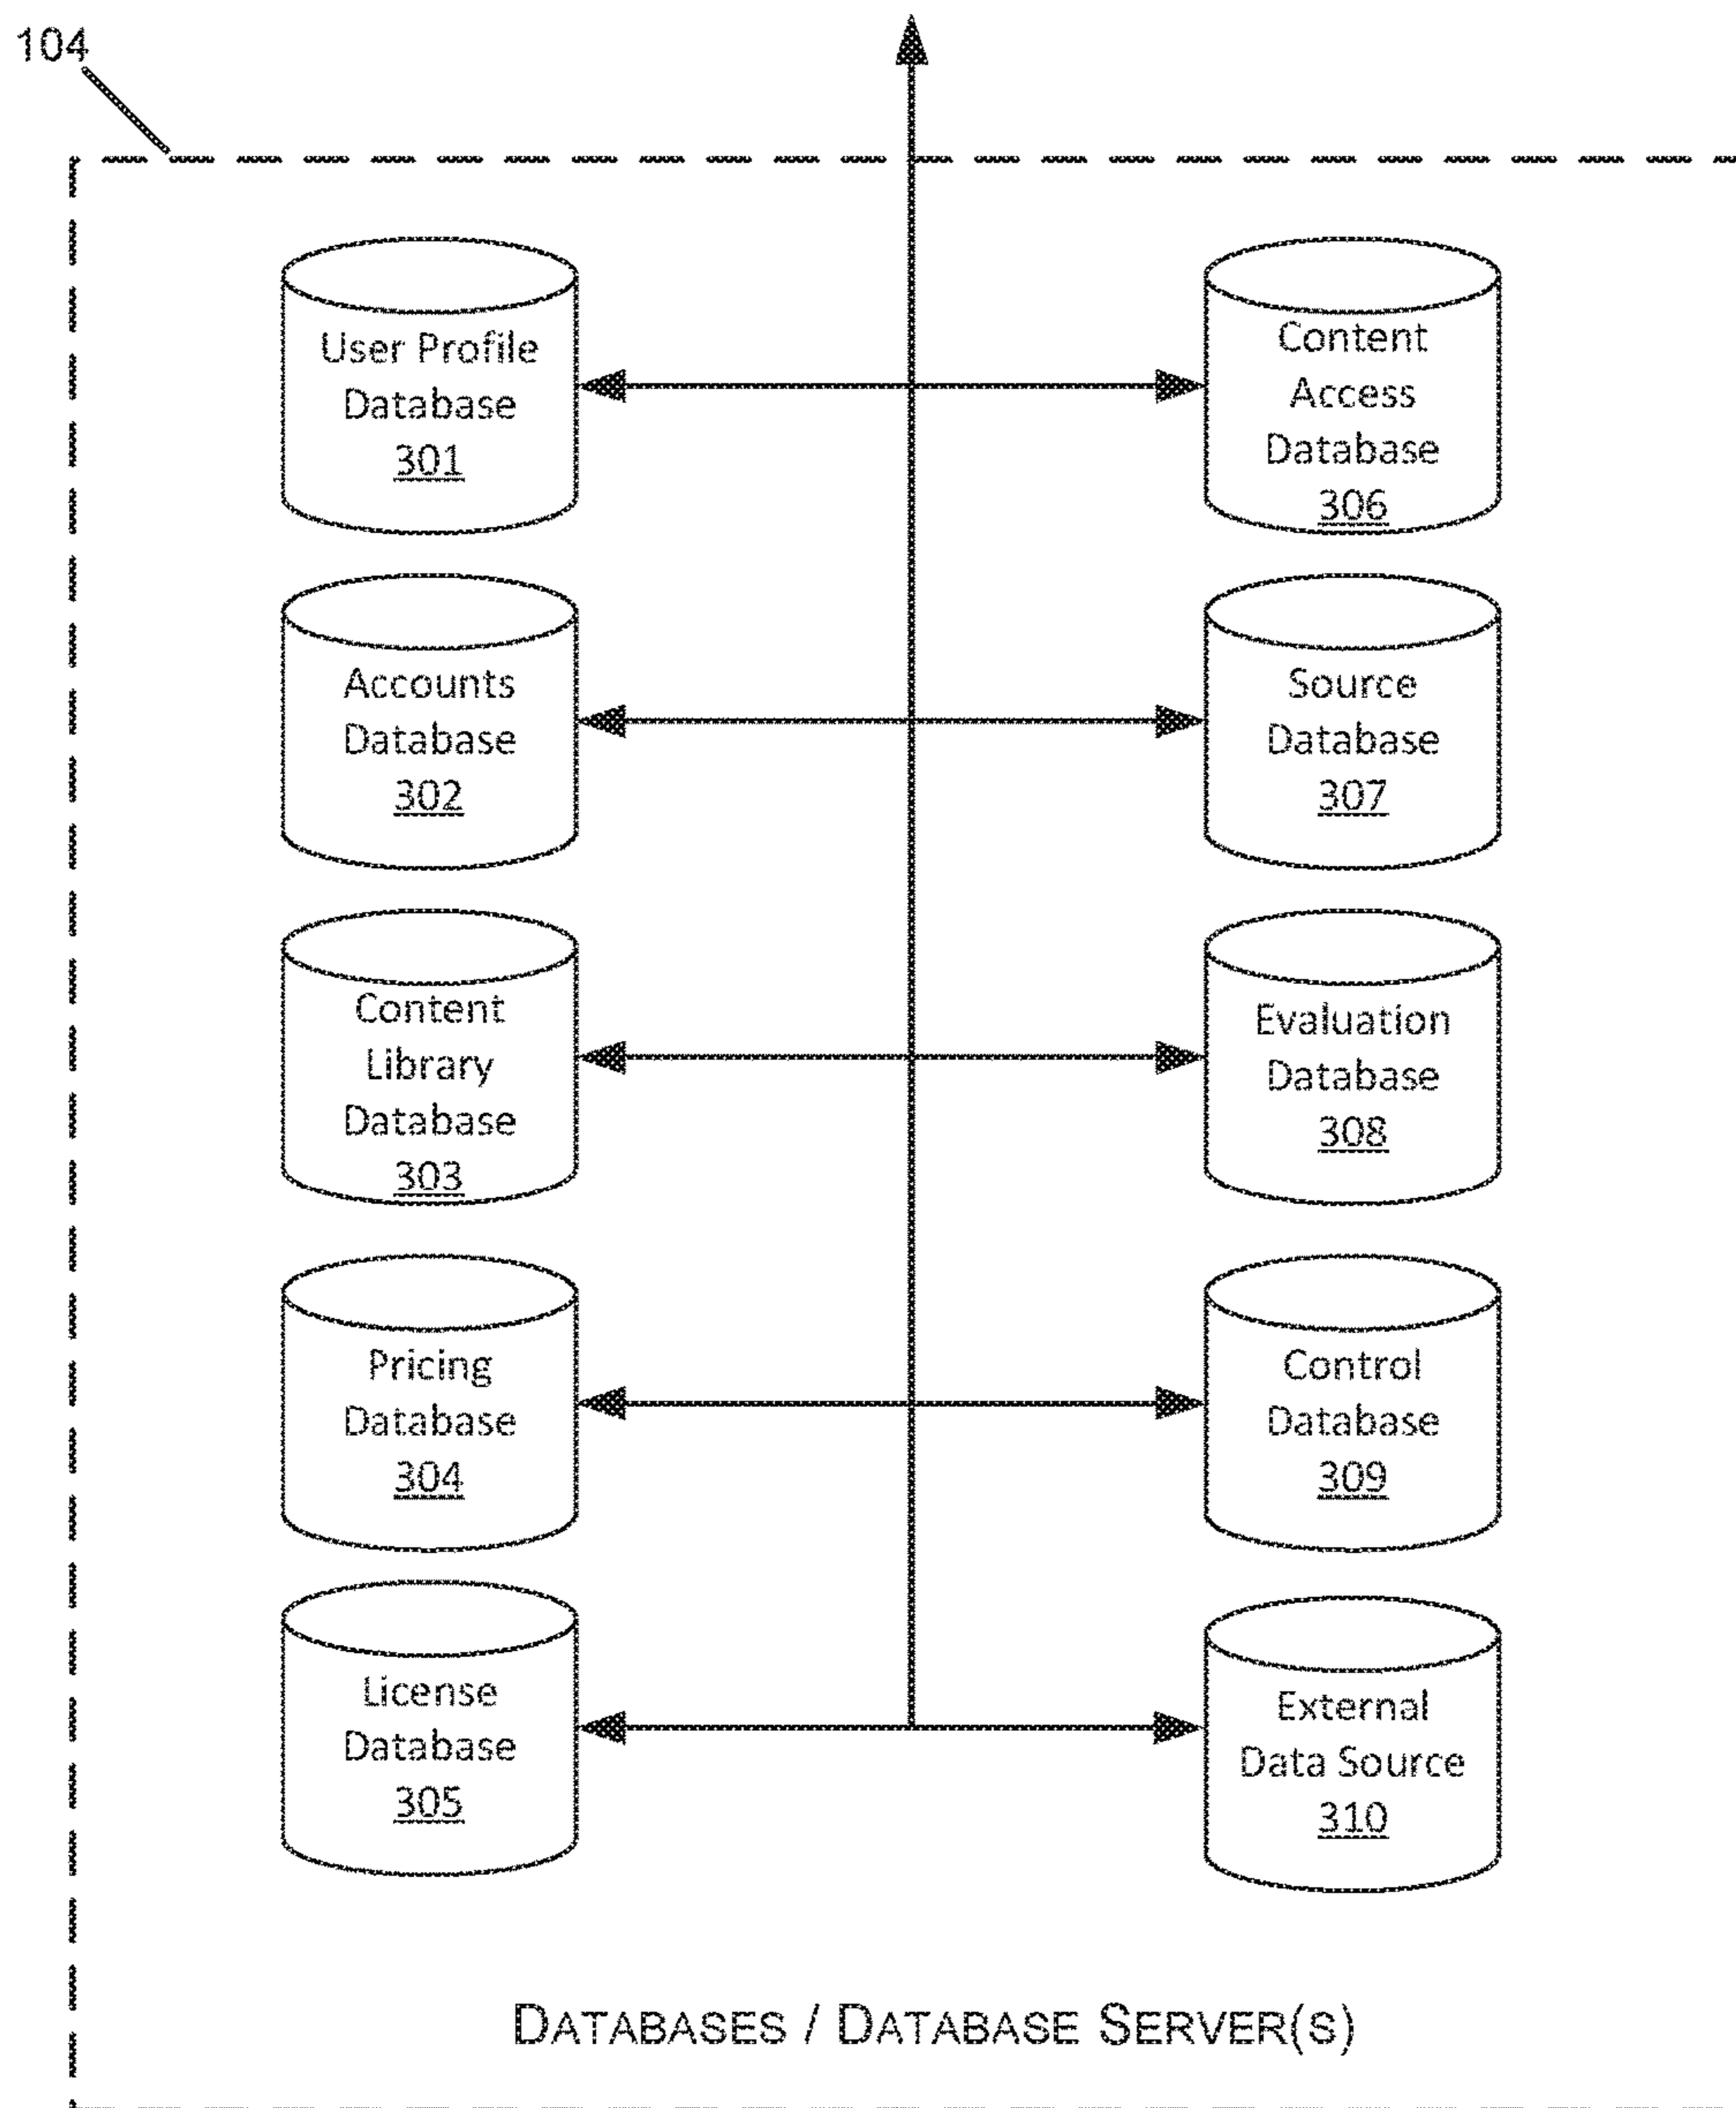 104
User Profile
Database
301
Content
Access
Database
306
Accounts
Database
302
Source
Database
307
Content
Library
Database
303
Evaluation
Database
308
Pricing
Database
304
Control
Database
309
License
Database
305
External
Data Source
310
DATABASES / DATABASE SERVER(S)